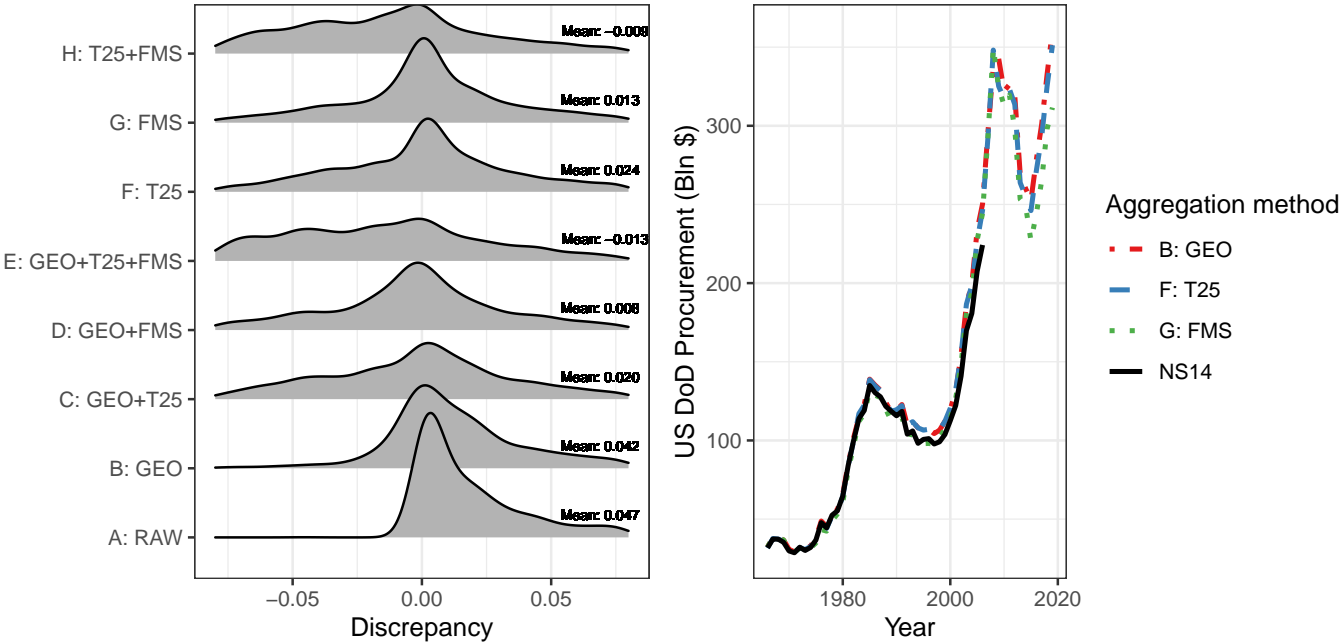 H: T25+FMS
Mean: −0.009
G: FMS
Mean: 0.013
F: T25
Mean: 0.024
E: GEO+T25+FMS
Mean: −0.013
D: GEO+FMS
Mean: 0.008
C: GEO+T25
Mean: 0.020
B: GEO
Mean: 0.042
A: RAW
Mean: 0.047
−0.05
0.00
0.05
Discrepancy
US DoD Procurement (Bln $)
300
200
100
1980
2000
2020
Year
Aggregation method
B: GEO
F: T25
G: FMS
NS14